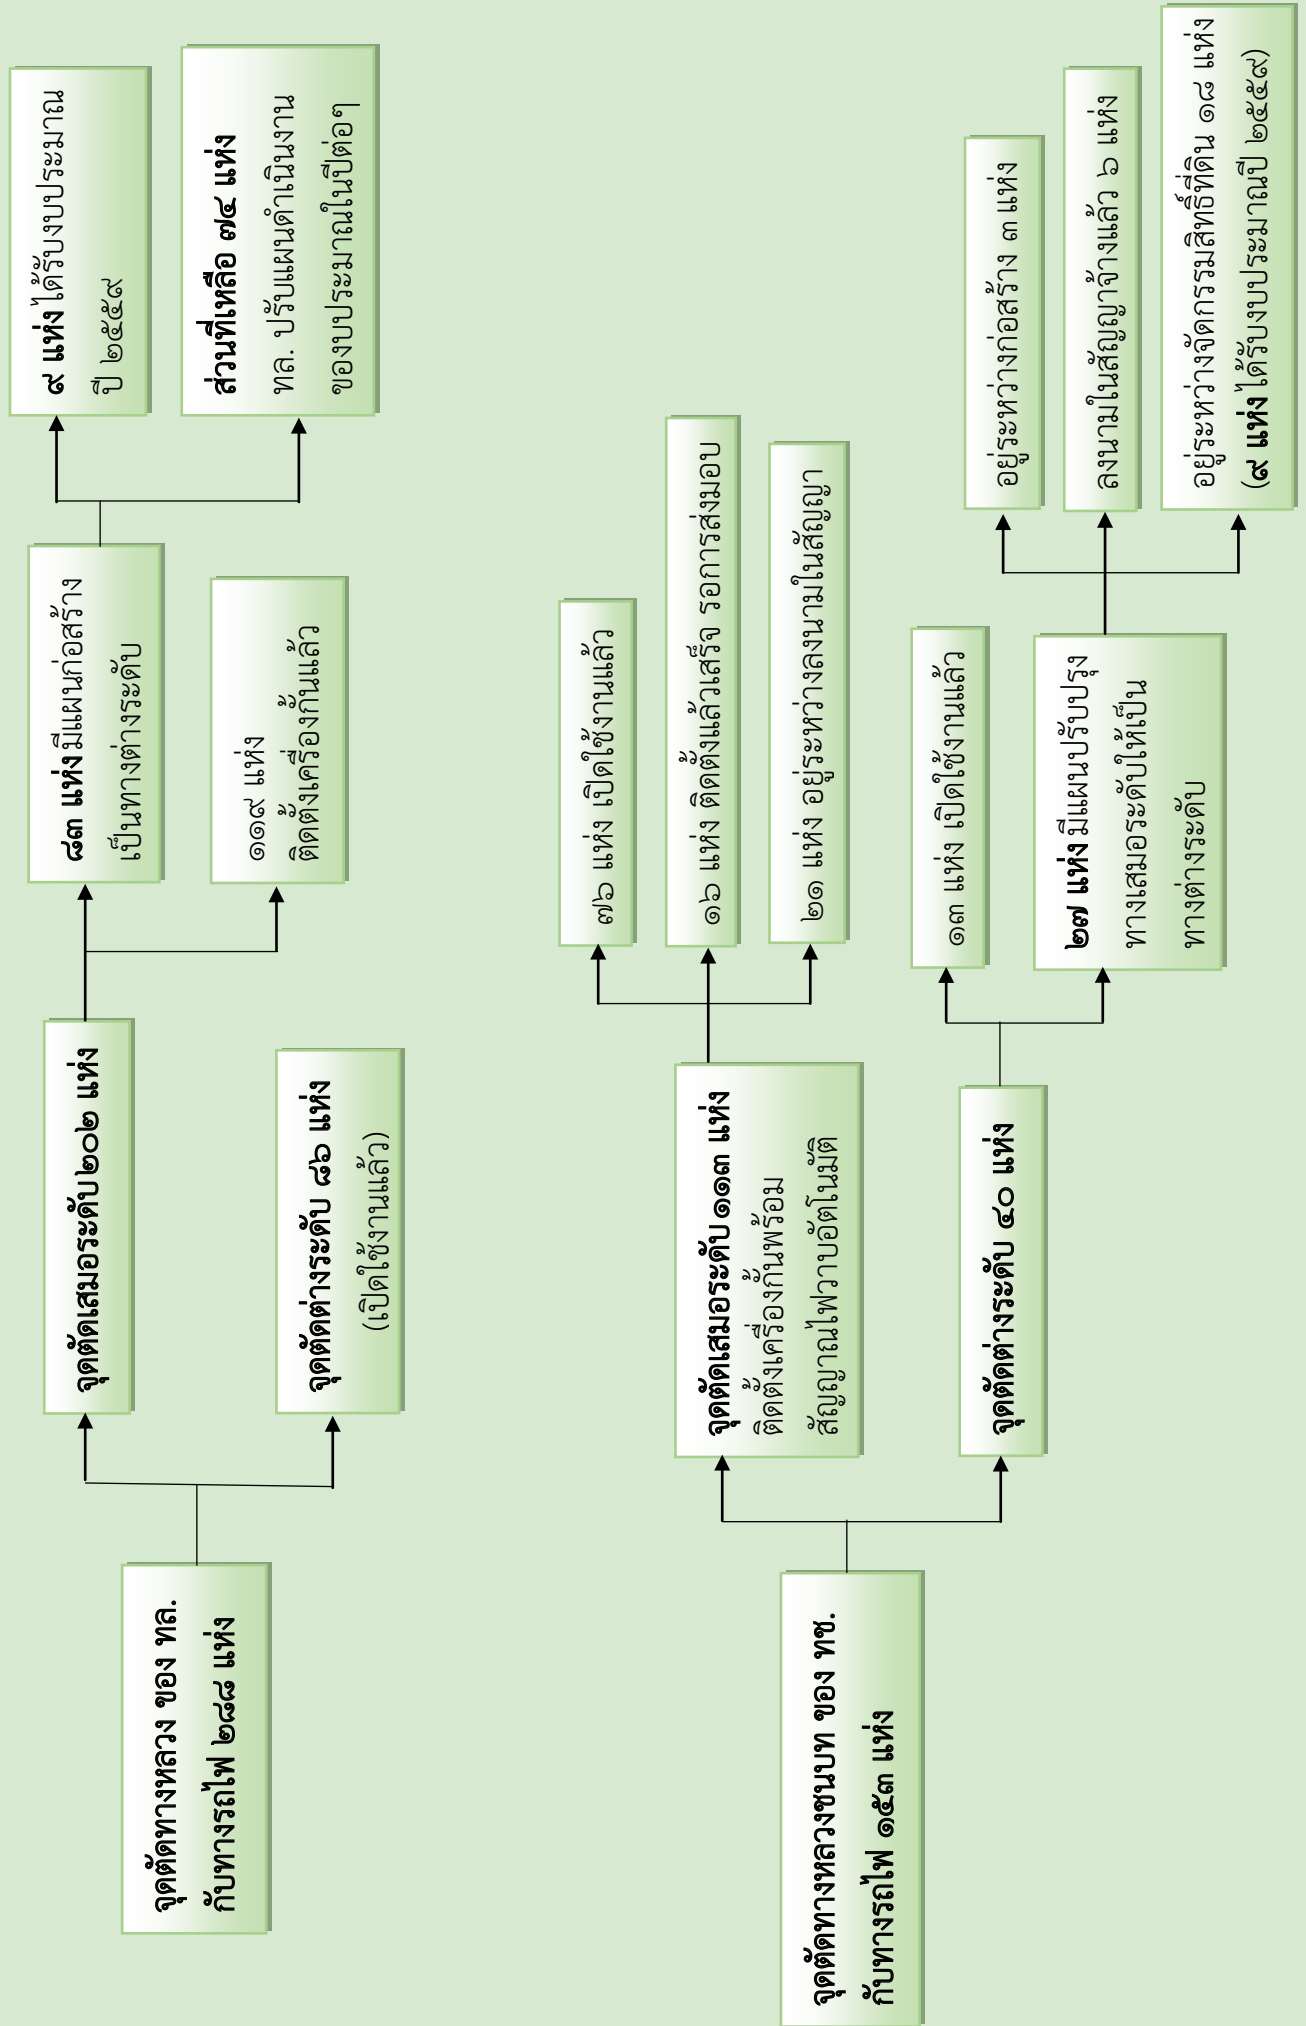 จุดตัดทางหลวง ของ ทล.
กับทางรถไฟ ๒๘๘ แห่ง
จุดตัดเสมอระดับ ๒๐๒ แห่ง
จุดตัดต่างระดับ ๘๖ แห่ง
(เปิดใช้งานแล้ว)
๘๓ แห่ง มีแผนก่อสร้าง
เป็นทางต่างระดับ
๑๑๙ แห่ง
ติดตั้งเครื่องกั้นแล้ว
๙ แห่ง ได้รับงบประมาณ
ปี ๒๕๕๙
ส่วนที่เหลือ ๗๔ แห่ง
ทล. ปรับแผนดำเนินงาน
ของบประมาณในปีต่อๆ
จุดตัดทางหลวงชนบท ของ ทช.
กับทางรถไฟ ๑๕๓ แห่ง
จุดตัดเสมอระดับ ๑๑๓ แห่ง
ติดตั้งเครื่องกั้นพร้อม
สัญญาณไฟวาบอัตโนมัติ
จุดตัดต่างระดับ ๔๐ แห่ง
๗๖ แห่ง เปิดใช้งานแล้ว
๑๖ แห่ง ติดตั้งแล้วเสร็จ รอการส่งมอบ
๒๑ แห่ง อยู่ระหว่างลงนามในสัญญา
๑๓ แห่ง เปิดใช้งานแล้ว
๒๗ แห่ง มีแผนปรับปรุง
ทางเสมอระดับให้เป็น
ทางต่างระดับ
อยู่ระหว่างก่อสร้าง ๓ แห่ง
ลงนามในสัญญาจ้างแล้ว ๖ แห่ง
อยู่ระหว่างจัดกรรมสิทธิ์ที่ดิน ๑๘ แห่ง
(๙ แห่ง ได้รับงบประมาณปี ๒๕๕๙)